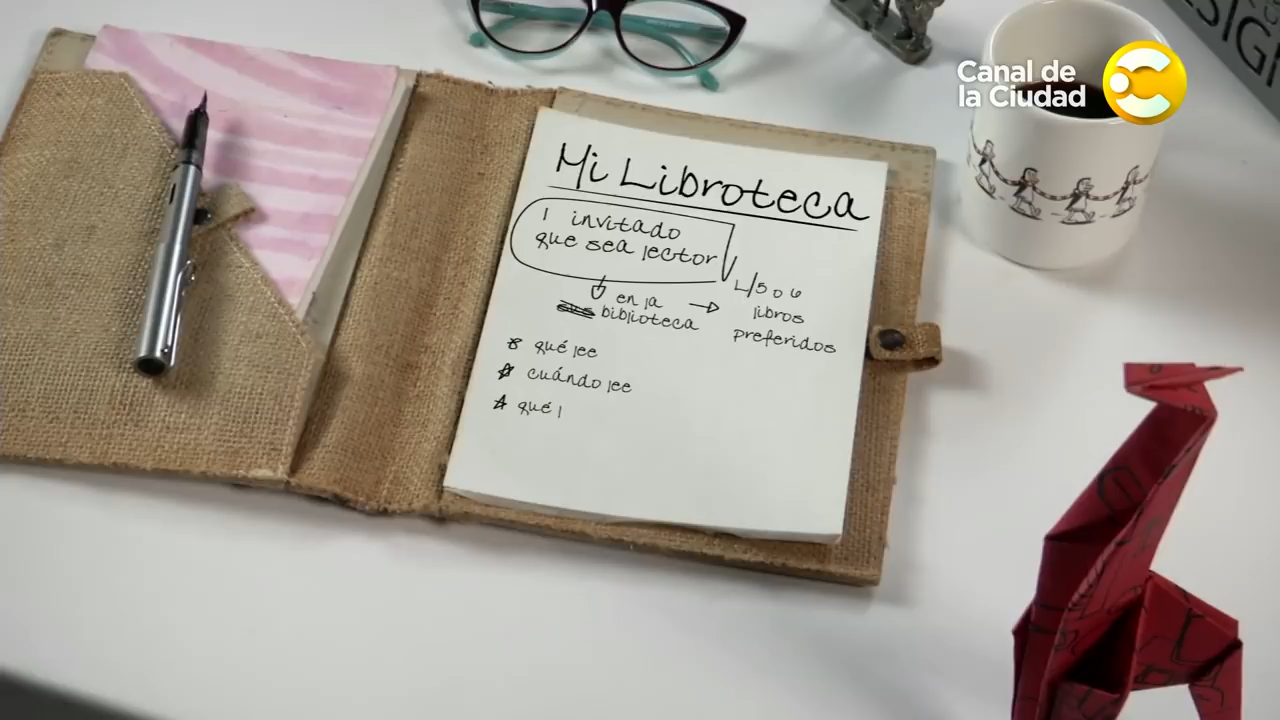 Canal de
la Ciudad
Mi Libroteca
1 invitado
que sea lector
en la
biblioteca
4/5 o 6
libros
preferidos
qué lee
cuándo lee
qué l